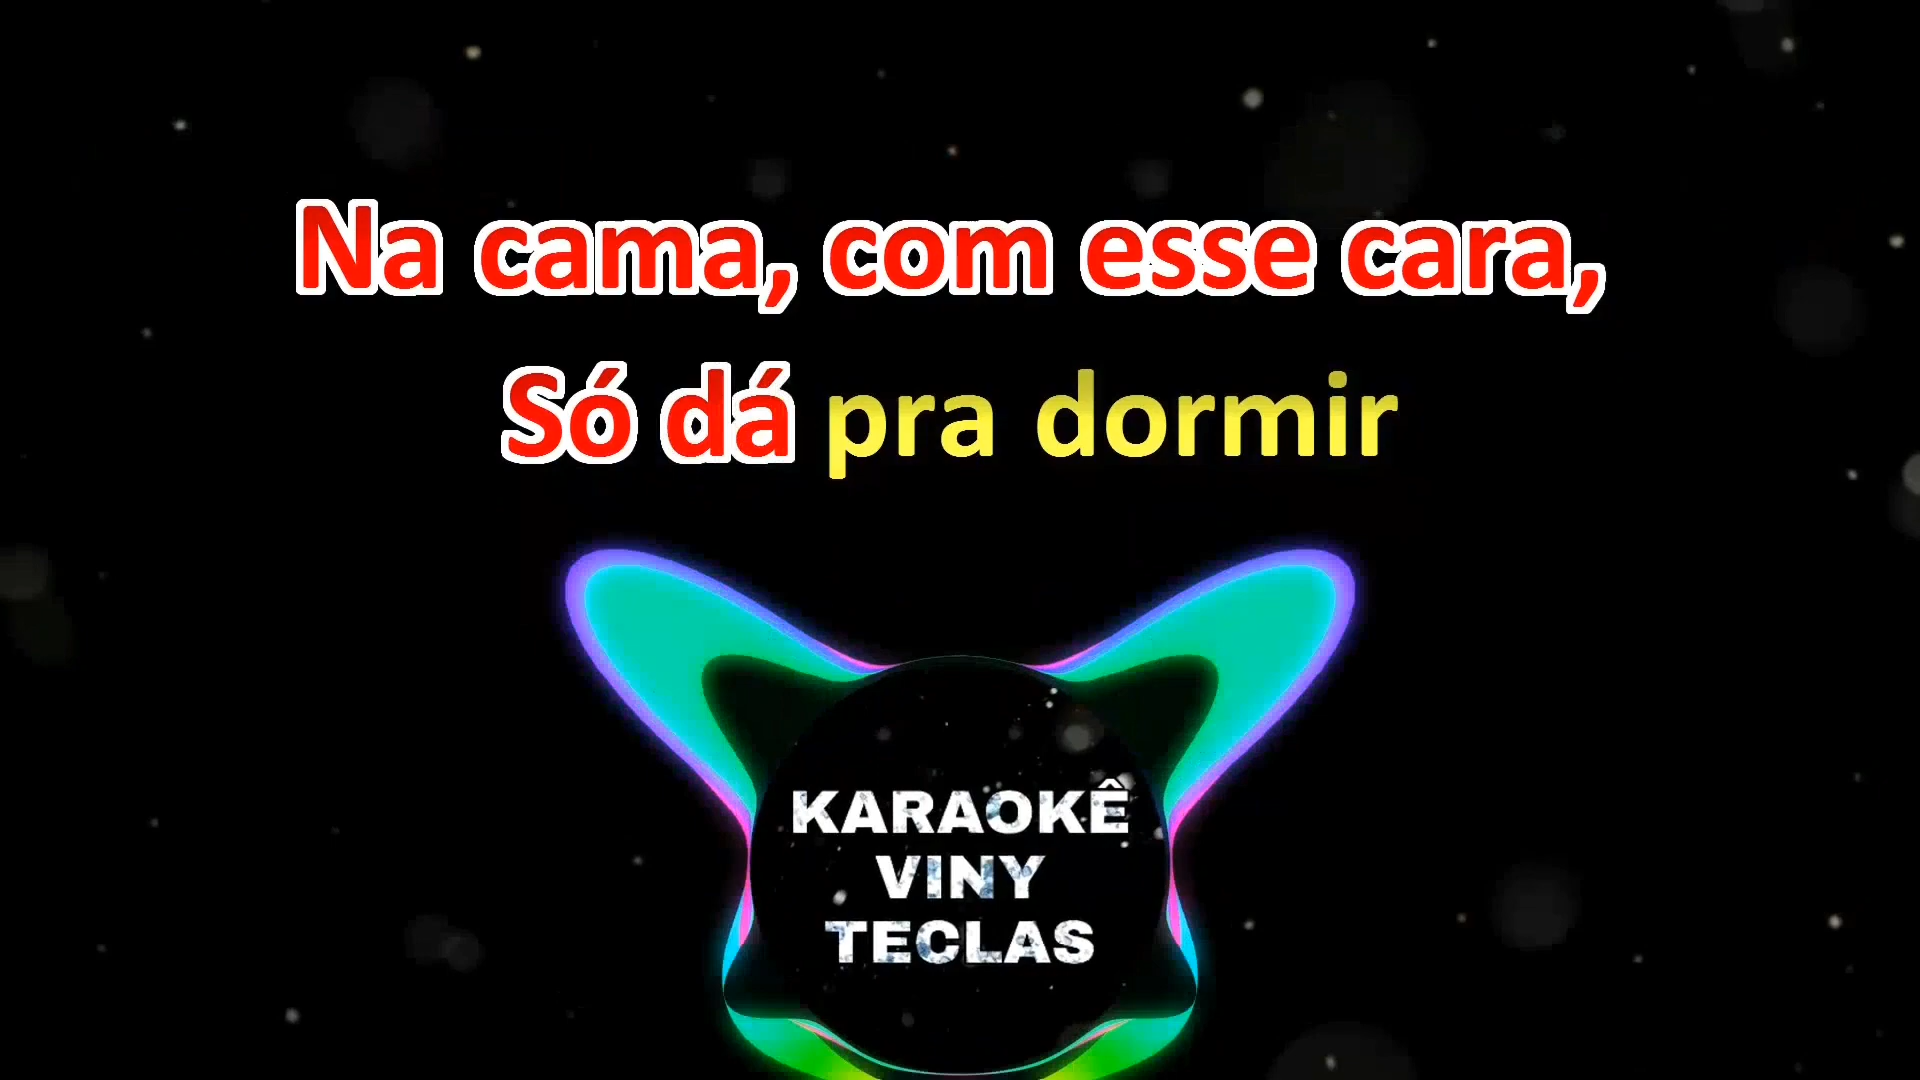 Na cama, com esse cara,
Só dá pra dormir
KARAOKÊ
VINY
TECLAS